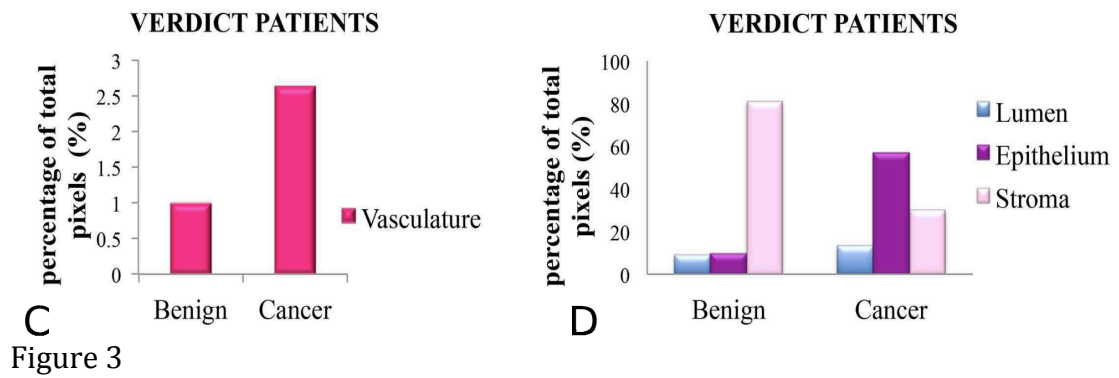 VERDICT PATIENTS
percentage of total
pixels (%)
3
2.5
2
1.5
1
0.5
0
Benign
Cancer
Vasculature
C
VERDICT PATIENTS
percentage of total
pixels (%)
100
80
60
40
20
0
Benign
Cancer
Lumen
Epithelium
Stroma
D
Figure 3